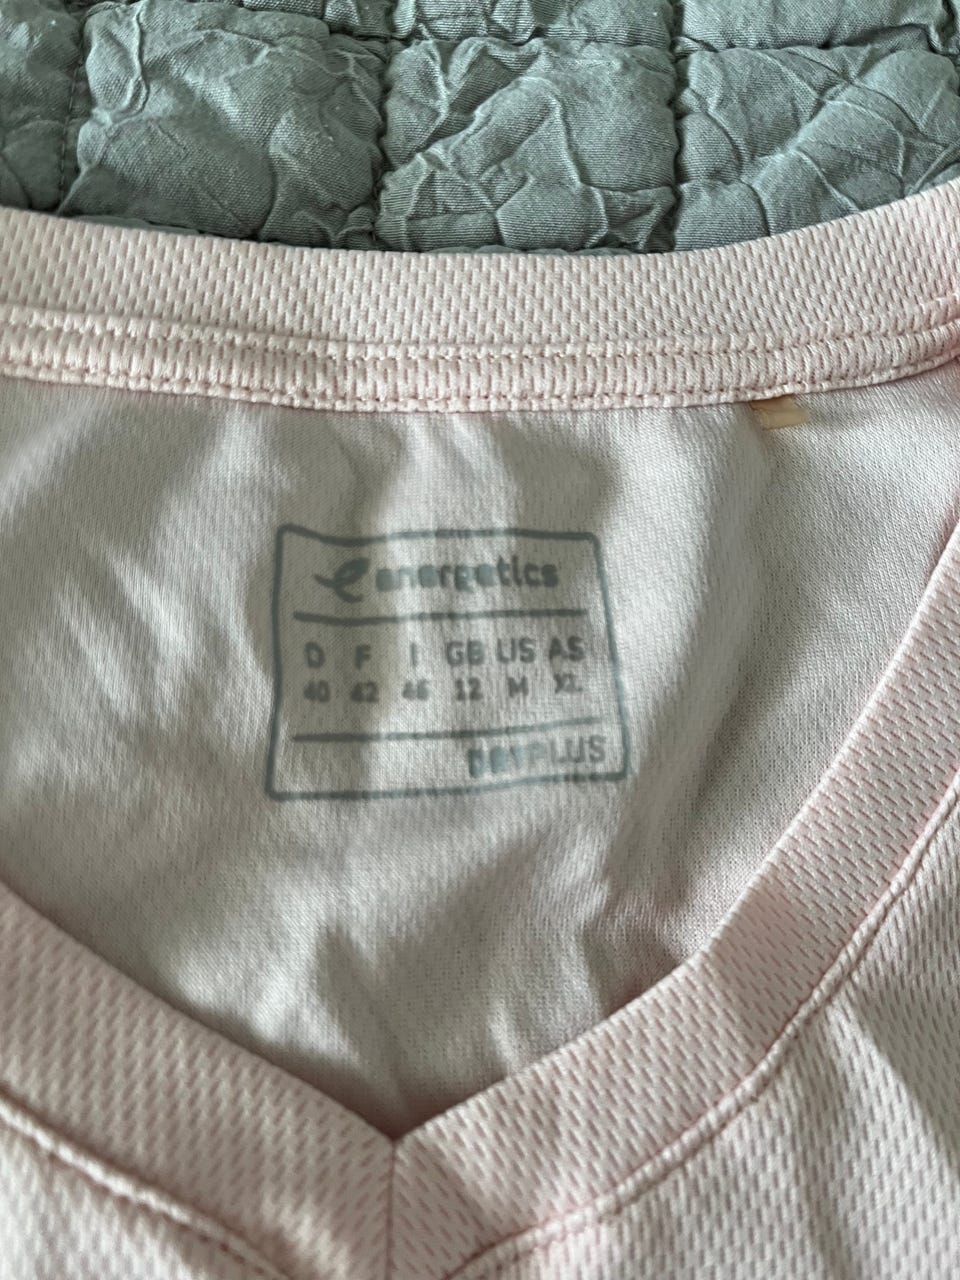 energetics
D F I GB US AS
40 42 46 12 M XL
DRYPLUS